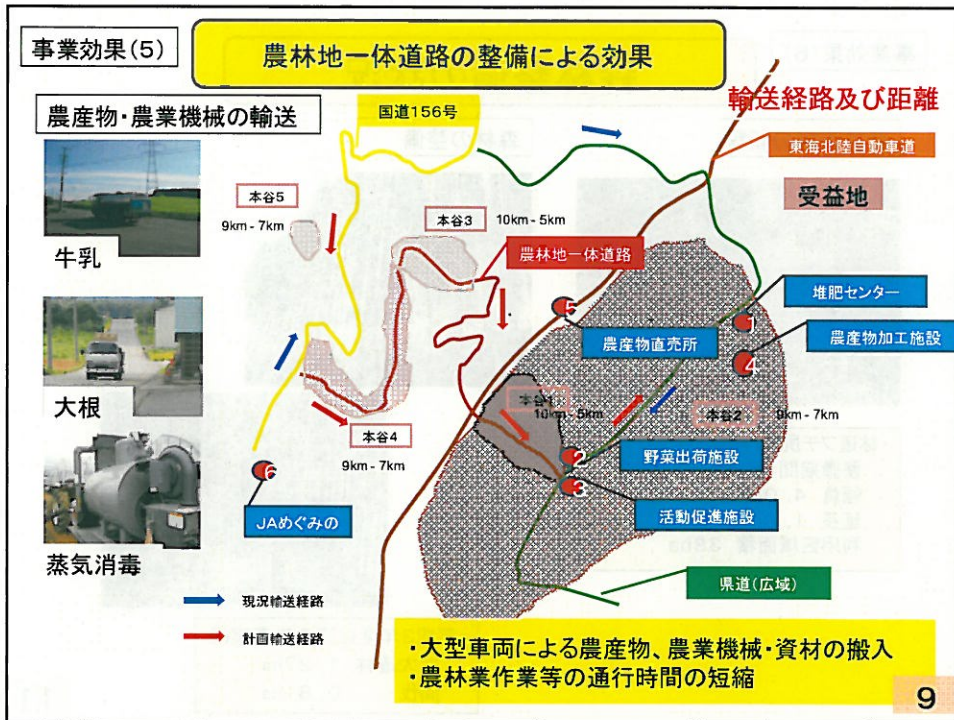 事業効果(5)
農林地一体道路の整備による効果
農産物・農業機械の輸送
国道156号
輸送経路及び距離
東海北陸自動車道
受益地
牛乳
本谷5
9km - 7km
本谷3
10km - 5km
農林地一体道路
堆肥センター
1
5
農産物直売所
農産物加工施設
4
大根
本谷1
10km - 5km
本谷2
9km - 7km
本谷4
9km - 7km
2
野菜出荷施設
3
活動促進施設
6
JAめぐみの
蒸気消毒
県道(広域)
現況輸送経路
計画輸送経路
・大型車両による農産物、農業機械・資材の搬入
・農林業作業等の通行時間の短縮
9